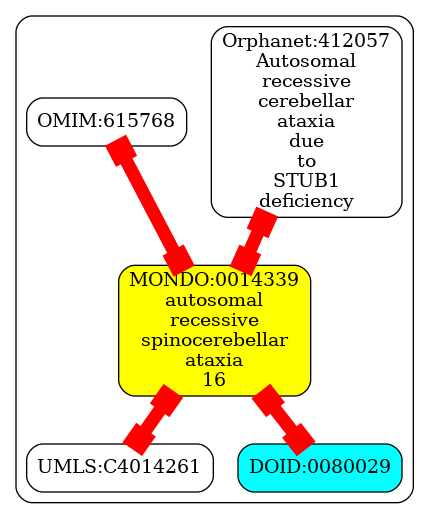 Orphanet:412057
Autosomal
recessive
cerebellar
ataxia
due
to
STUB1
deficiency
OMIM:615768
MONDO:0014339
autosomal
recessive
spinocerebellar
ataxia
16
UMLS:C4014261
DOID:0080029